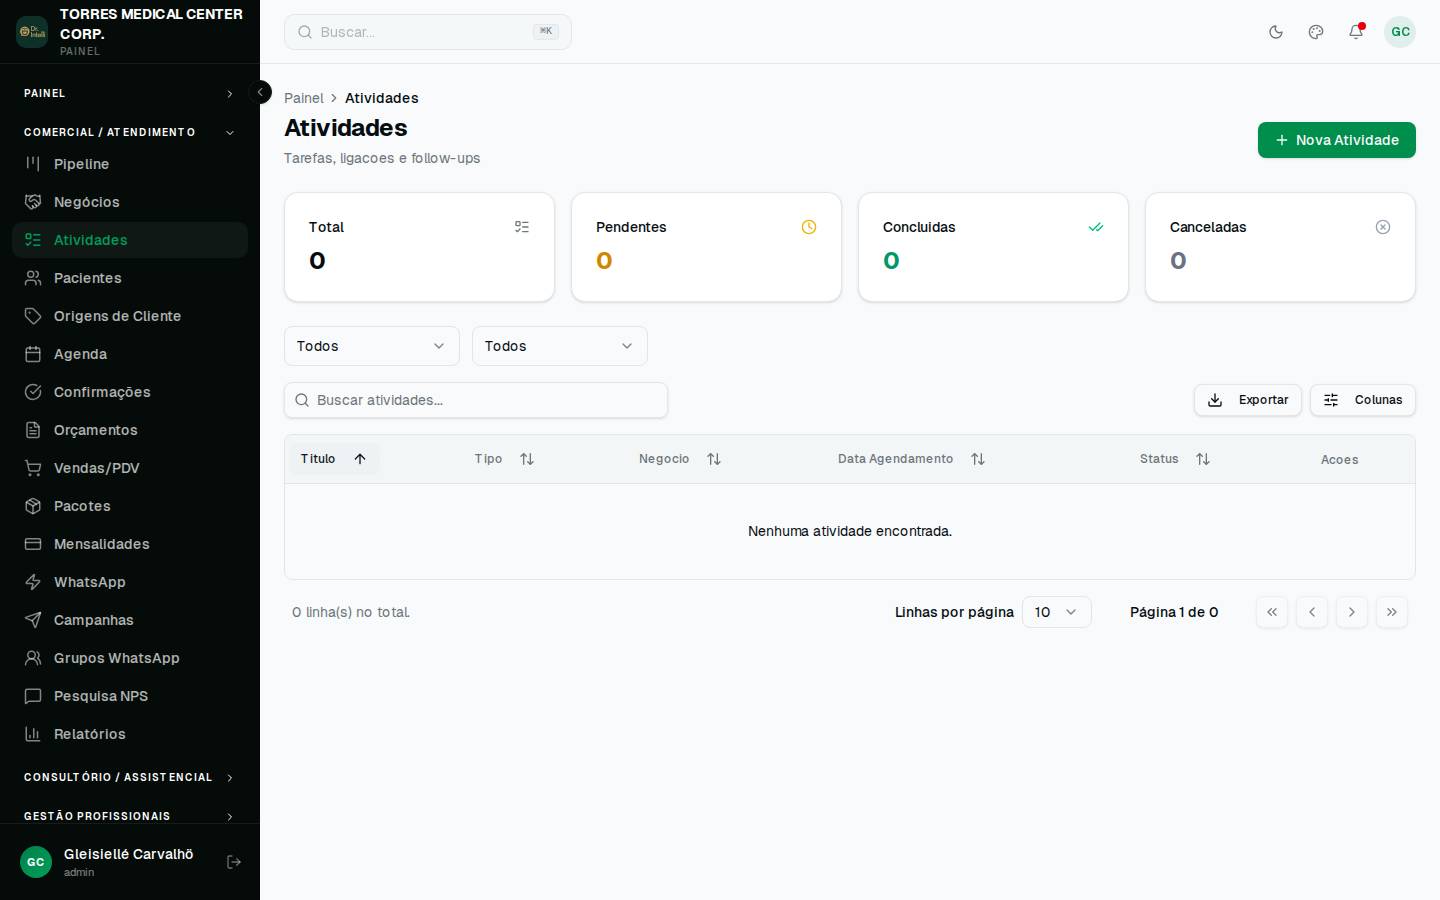 TORRES MEDICAL CENTER
CORP.
PAINEL
Dr.
Intelli
PAINEL
COMERCIAL / ATENDIMENTO
Pipeline
Negócios
Atividades
Pacientes
Origens de Cliente
Agenda
Confirmações
Orçamentos
Vendas/PDV
Pacotes
Mensalidades
WhatsApp
Campanhas
Grupos WhatsApp
Pesquisa NPS
Relatórios
CONSULTÓRIO / ASSISTENCIAL
GESTÃO PROFISSIONAIS
GC
Gleisiellé Carvalhö
admin
Buscar...
⌘K
GC
Painel > Atividades
Atividades
Tarefas, ligacoes e follow-ups
+ Nova Atividade
Total
0
Pendentes
0
Concluidas
0
Canceladas
0
Todos
Todos
Buscar atividades...
Exportar
Colunas
Titulo Tipo Negocio Data Agendamento Status Acoes
Nenhuma atividade encontrada.
0 linha(s) no total.
Linhas por página 10
Página 1 de 0